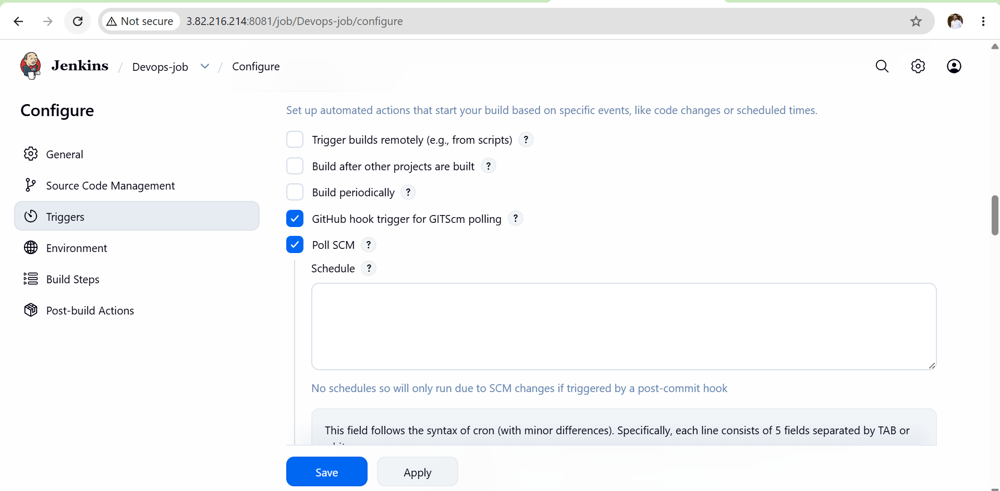 Not secure 3.82.216.214:8081/job/Devops-job/configure
Jenkins / Devops-job / Configure
Configure
General
Source Code Management
Triggers
Environment
Build Steps
Post-build Actions
Set up automated actions that start your build based on specific events, like code changes or scheduled times.
Trigger builds remotely (e.g., from scripts) ?
Build after other projects are built ?
Build periodically ?
GitHub hook trigger for GITScm polling ?
Poll SCM ?
Schedule ?
No schedules so will only run due to SCM changes if triggered by a post-commit hook
This field follows the syntax of cron (with minor differences). Specifically, each line consists of 5 fields separated by TAB or
Save Apply